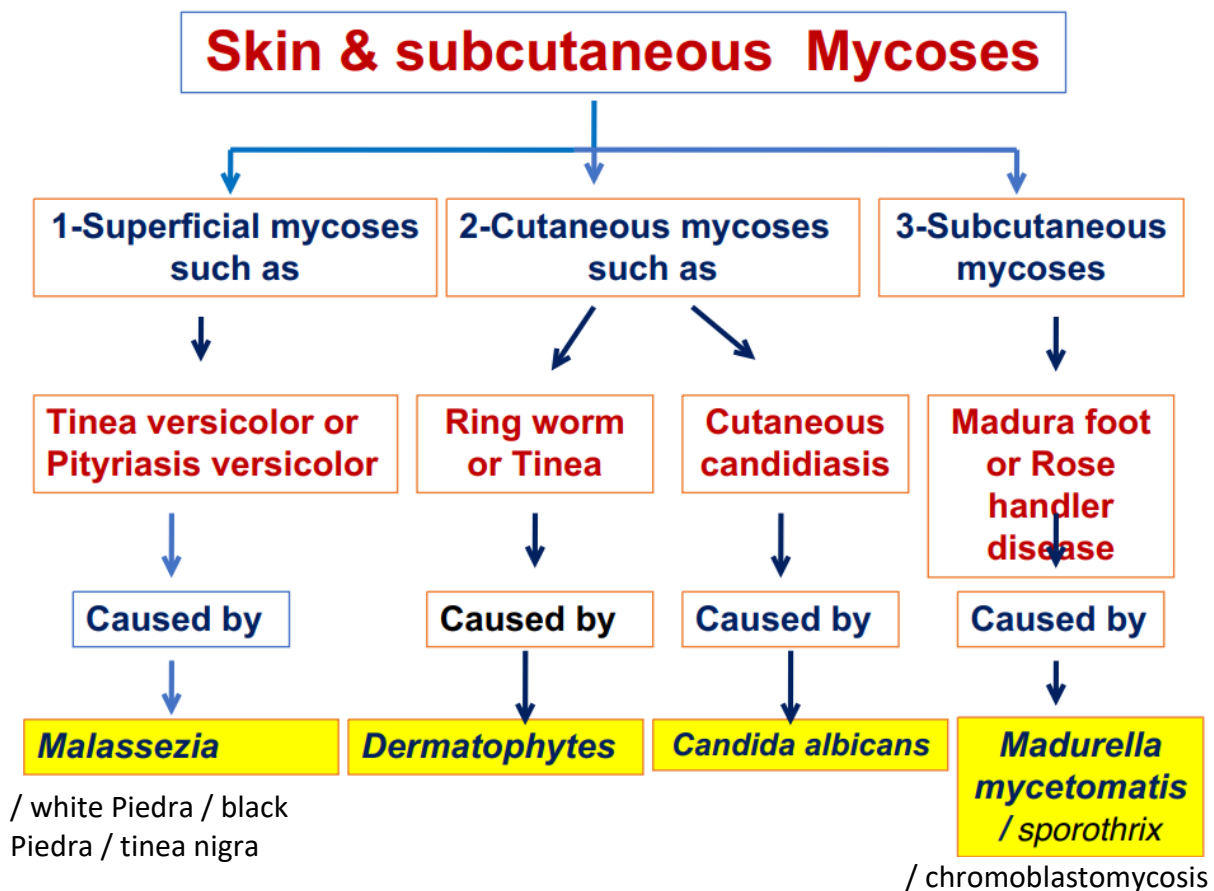 Skin & subcutaneous Mycoses
1-Superficial mycoses
such as
2-Cutaneous mycoses
such as
3-Subcutaneous
mycoses
Tinea versicolor or
Pityriasis versicolor
Ring worm
or Tinea
Cutaneous
candidiasis
Madura foot
or Rose
handler
disease
Caused by
Caused by
Caused by
Caused by
Malassezia
Dermatophytes
Candida albicans
Madurella
mycetomatis
/ sporothrix
/ white Piedra / black
Piedra / tinea nigra
/ chromoblastomycosis